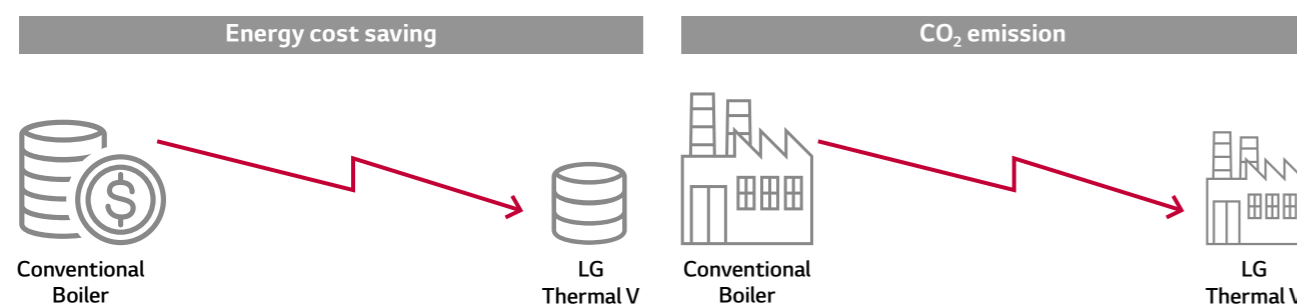 Energy cost saving
CO₂ emission
$
Conventional
Boiler
LG
Thermal V
Conventional
Boiler
LG
Thermal V